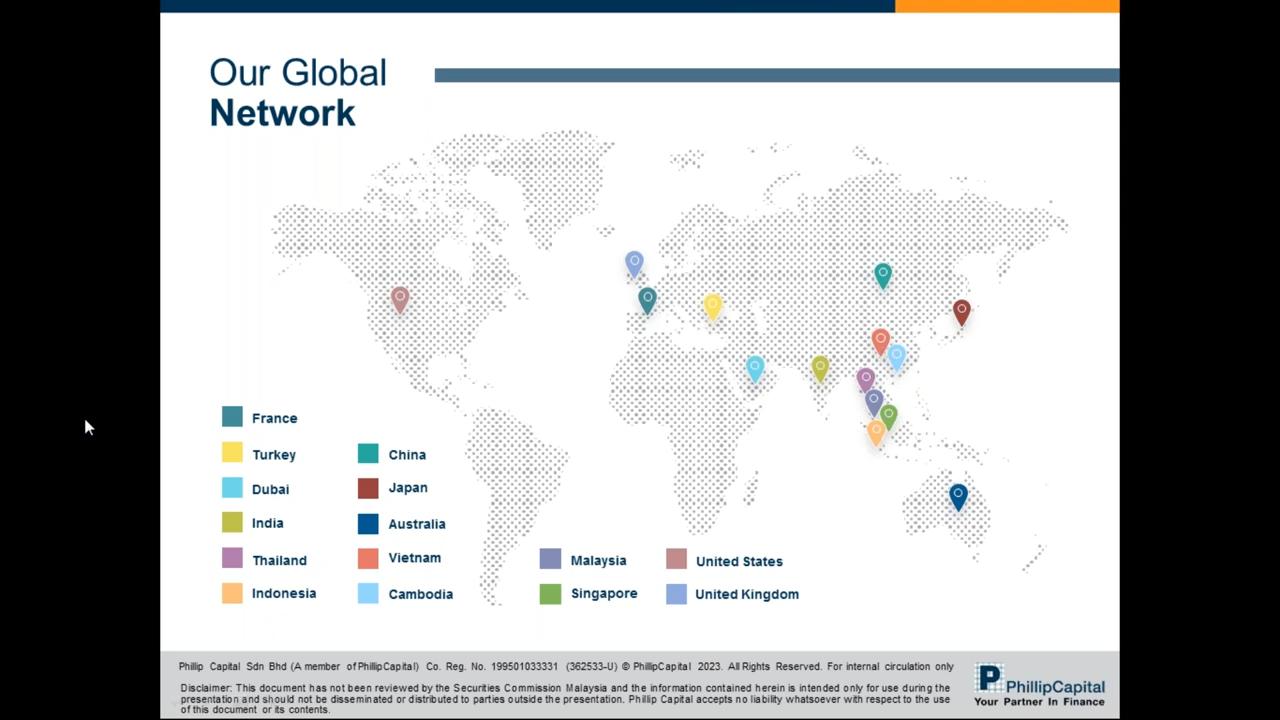 Our Global
Network
France
Turkey
Dubai
India
Thailand
Indonesia
China
Japan
Australia
Vietnam
Cambodia
Malaysia
Singapore
United States
United Kingdom
Phillip Capital Sdn Bhd (A member of PhillipCapital) Co. Reg. No. 199501033331 (362533-U) © PhillipCapital 2023. All Rights Reserved. For internal circulation only
Disclaimer: This document has not been reviewed by the Securities Commission Malaysia and the information contained herein is intended only for use during the
presentation and should not be disseminated or distributed to parties outside the presentation. Phillip Capital accepts no liability whatsoever with respect to the use
of this document or its contents.
PhillipCapital
Your Partner In Finance